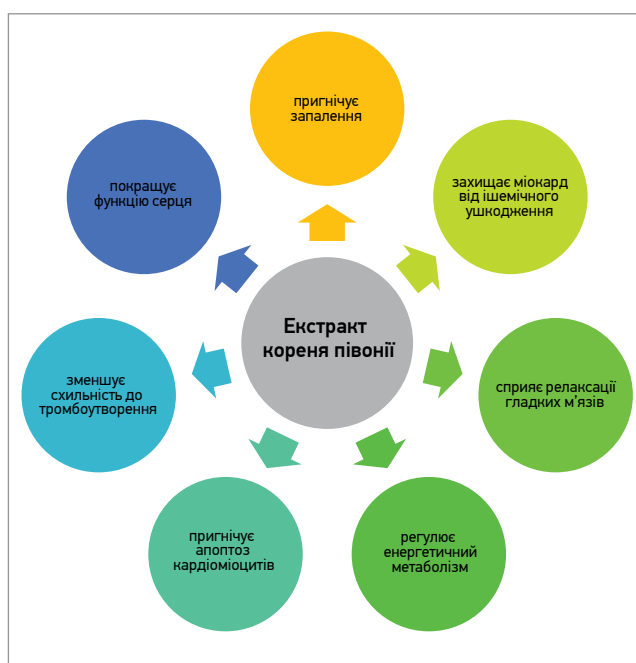 пригнічує
запалення
захищає міокард
від ішемічного
ушкодження
сприяє релаксації
гладких м’язів
регулює
енергетичний
метаболізм
пригнічує
апоптоз
кардіоміоцитів
зменшує
схильність до
тромбоутворення
покращує
функцію серця
Екстракт
кореня півонії